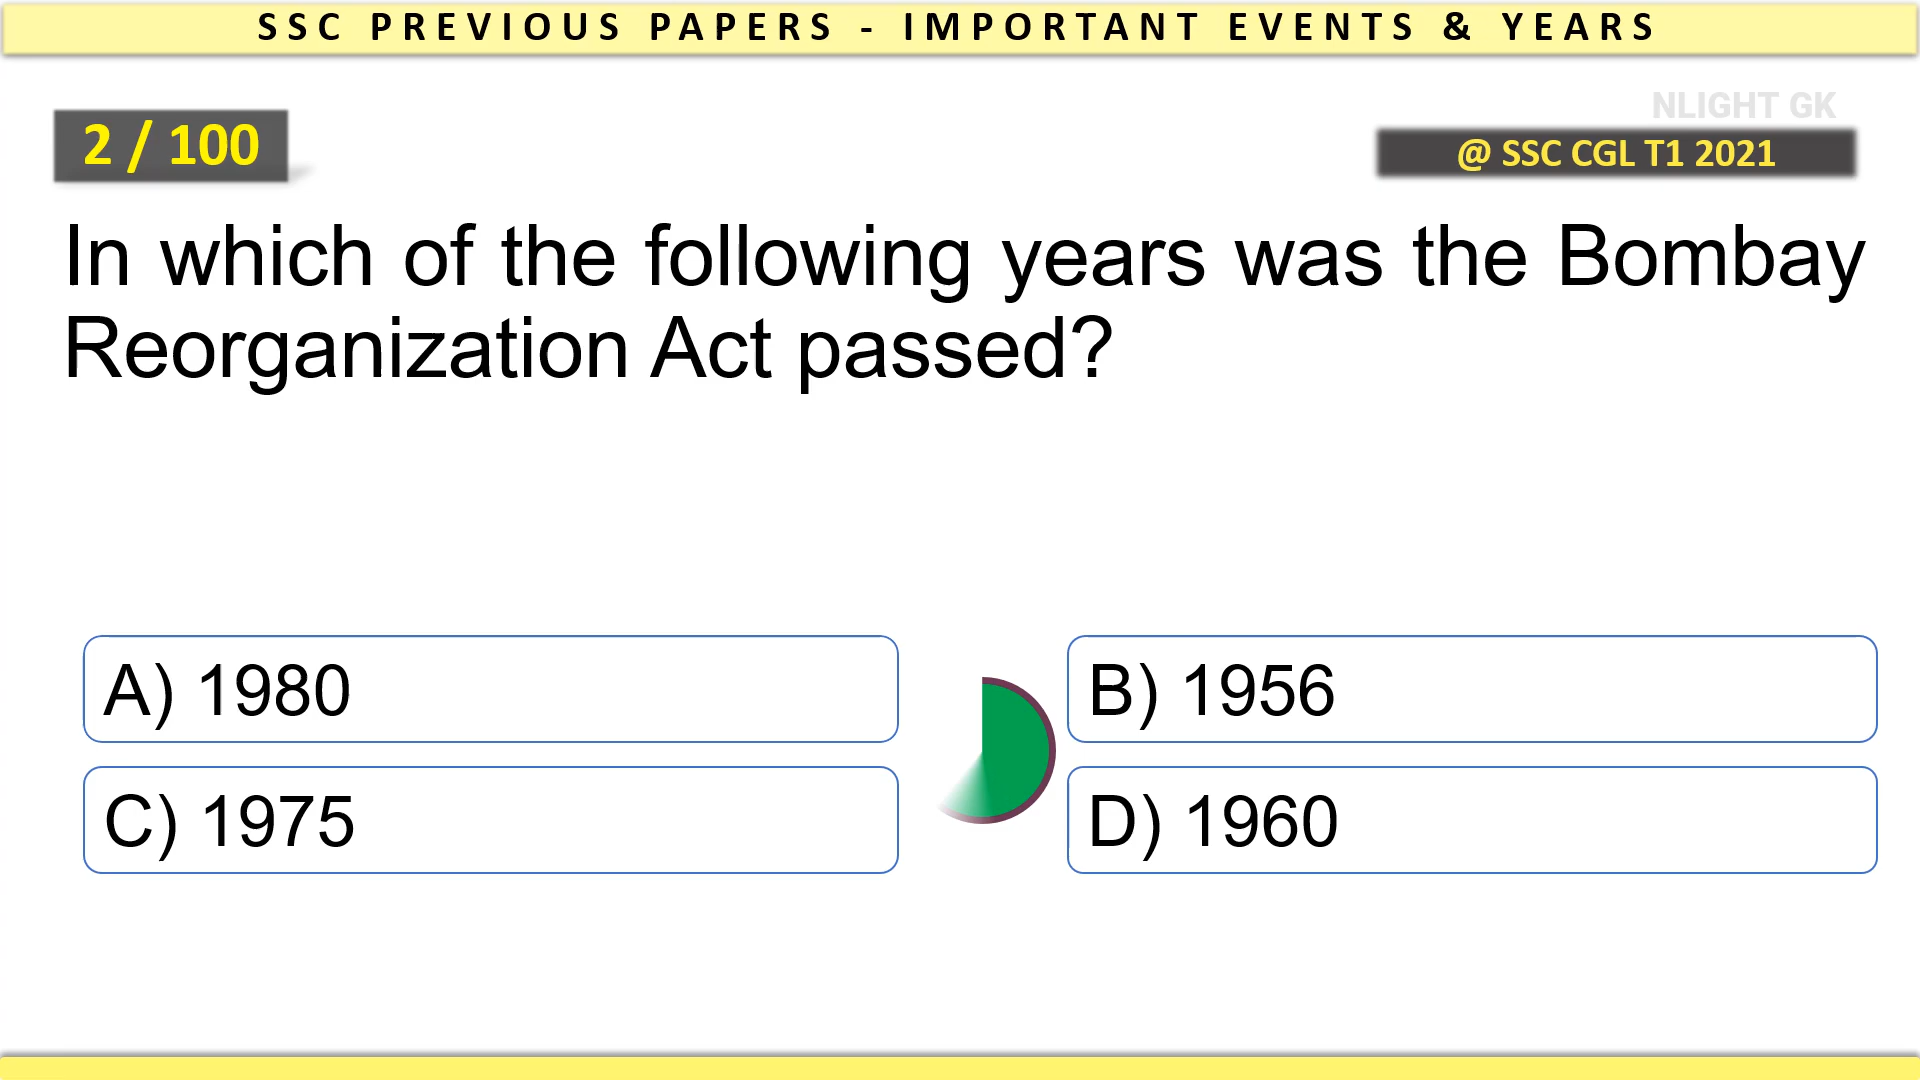 SSC PREVIOUS PAPERS - IMPORTANT EVENTS & YEARS
NLIGHT GK
2 / 100
@ SSC CGL T1 2021
In which of the following years was the Bombay
Reorganization Act passed?
A) 1980
B) 1956
C) 1975
D) 1960